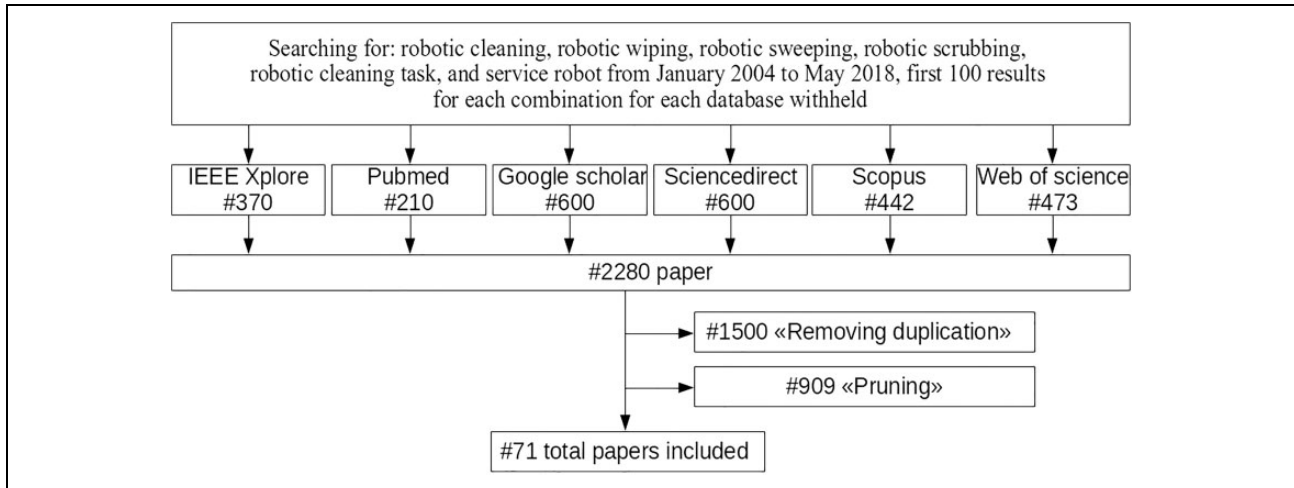 Searching for: robotic cleaning, robotic wiping, robotic sweeping, robotic scrubbing,
robotic cleaning task, and service robot from January 2004 to May 2018, first 100 results
for each combination for each database withheld
IEEE Xplore
#370
Pubmed
#210
Google scholar
#600
Sciencedirect
#600
Scopus
#442
Web of science
#473
#2280 paper
#1500 «Removing duplication»
#909 «Pruning»
#71 total papers included